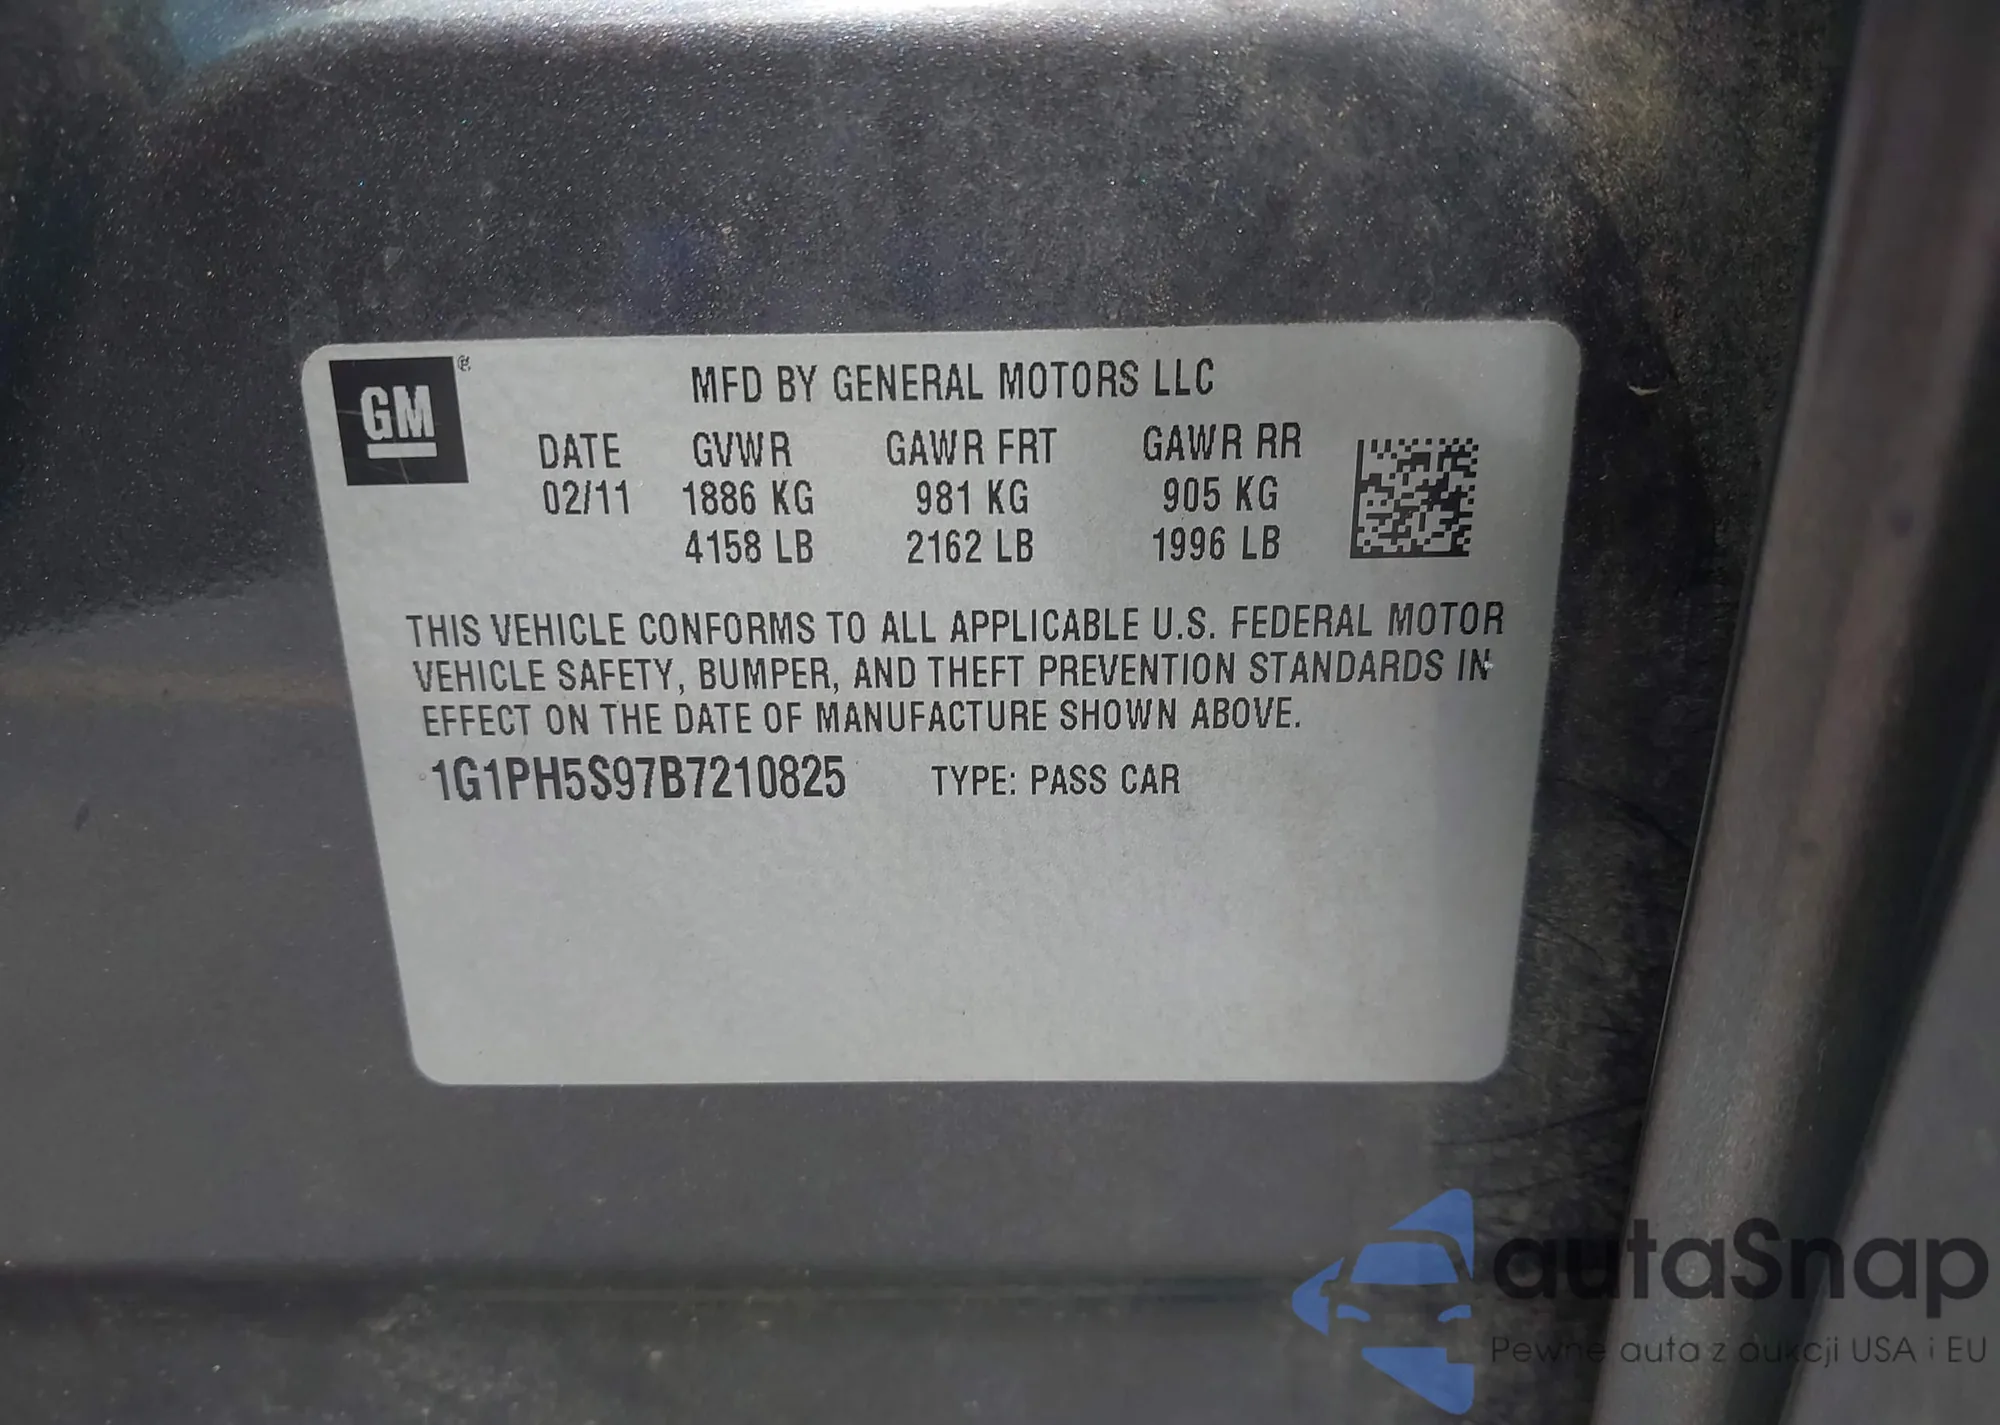 GM
MFD BY GENERAL MOTORS LLC
DATE GVWR GAWR FRT GAWR RR
02/11 1886 KG 981 KG 905 KG
4158 LB 2162 LB 1996 LB
THIS VEHICLE CONFORMS TO ALL APPLICABLE U.S. FEDERAL MOTOR
VEHICLE SAFETY, BUMPER, AND THEFT PREVENTION STANDARDS IN
EFFECT ON THE DATE OF MANUFACTURE SHOWN ABOVE.
1G1PH5S97B7210825 TYPE: PASS CAR
autaSnap
Pewne auta z aukcji USA i EU